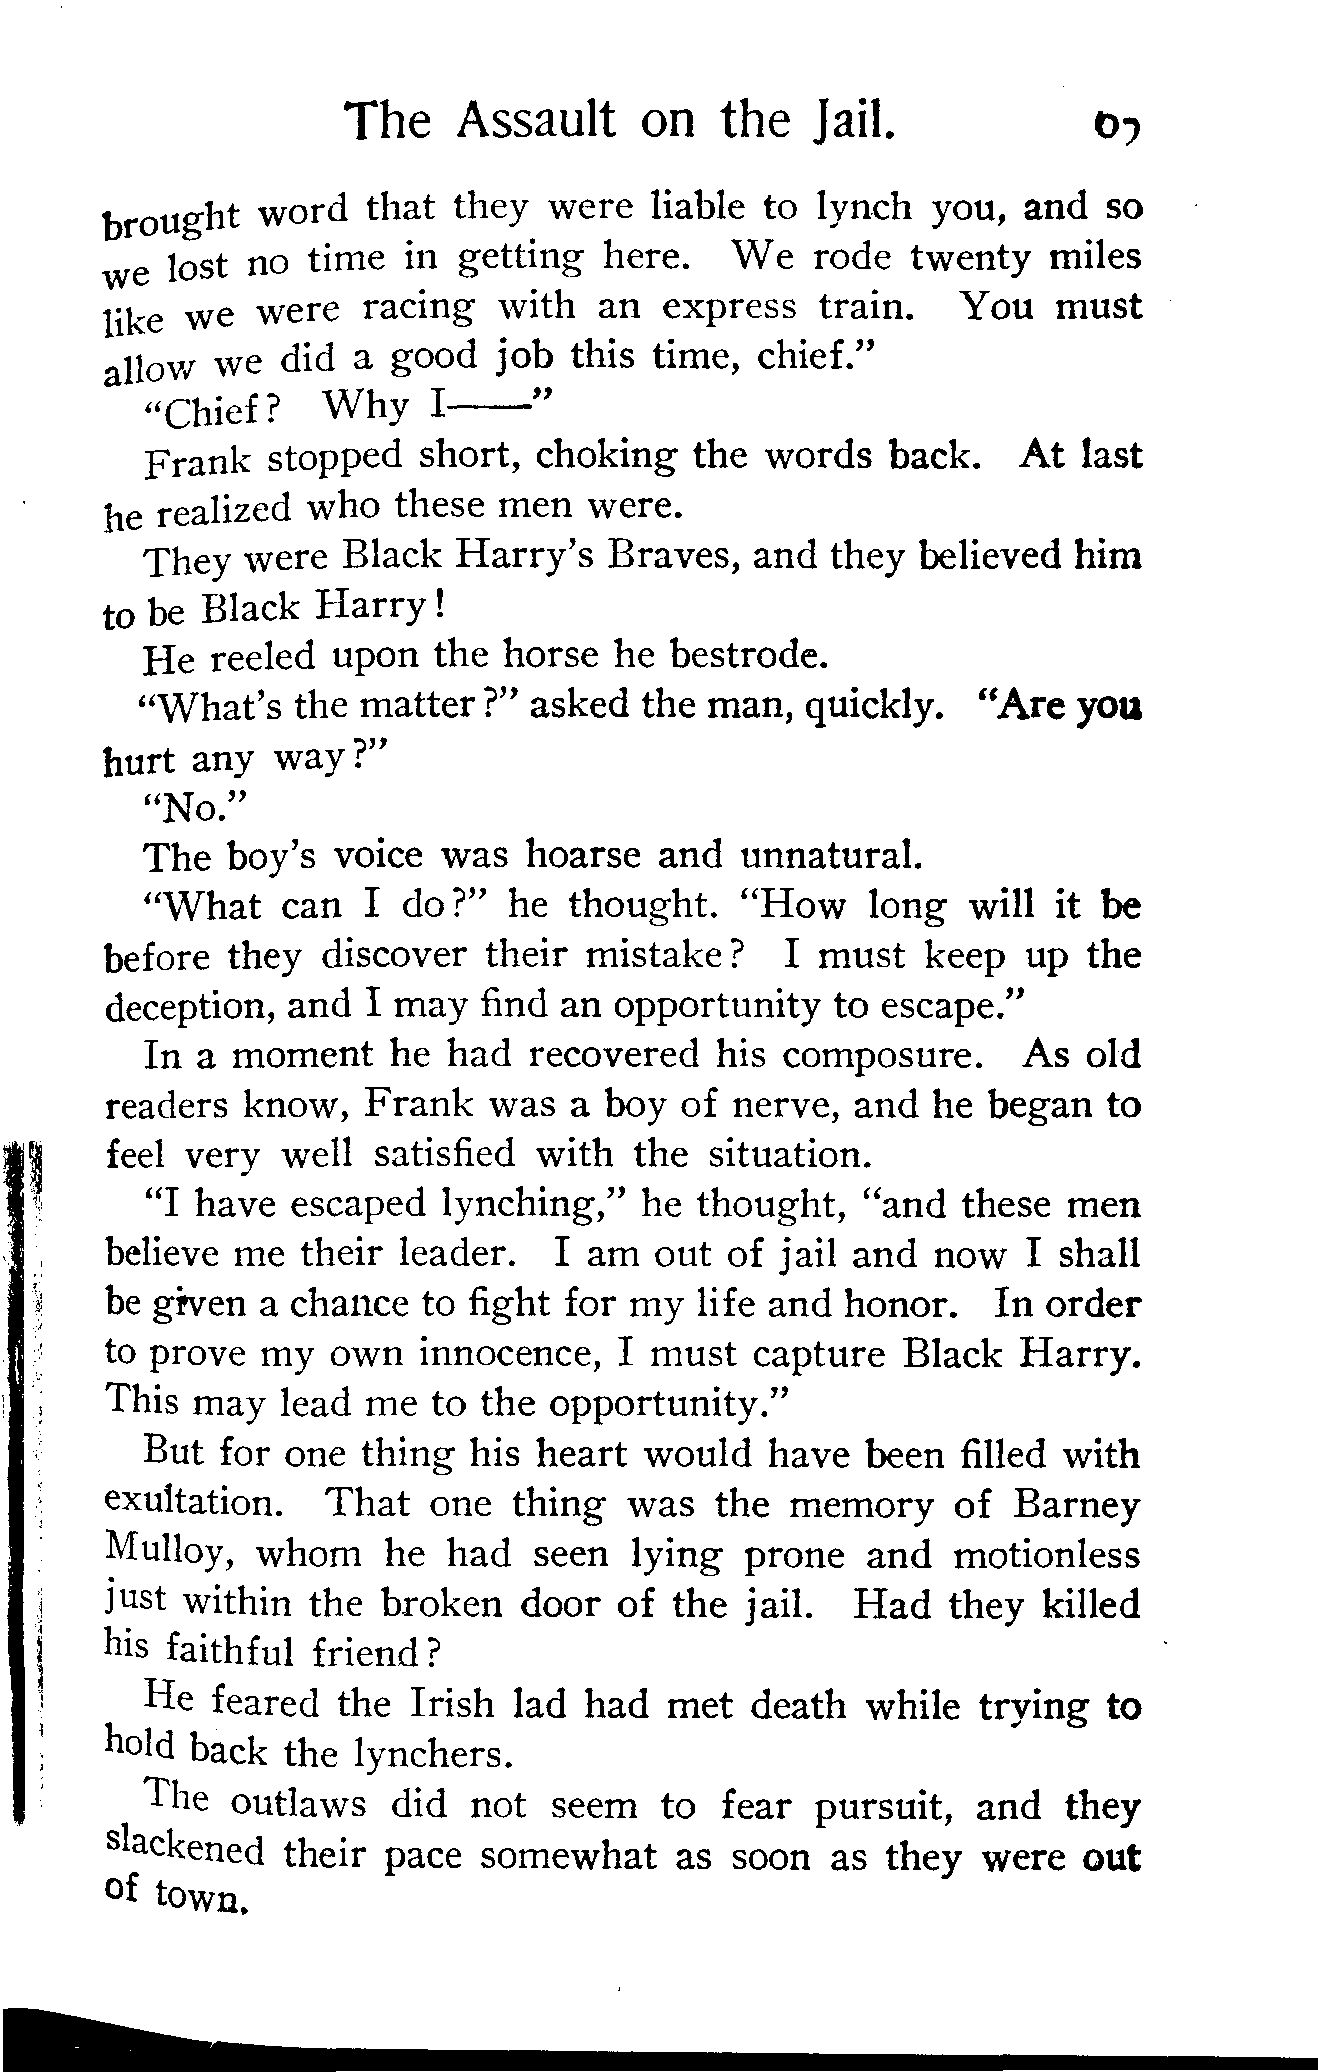 The Assault on the Jail.
brought word that they were liable to lynch you, and so
we lost no time in getting here. We rode twenty miles
like we were racing with an express train. You must
allow we did a good job this time, chief."
"Chief? Why I——"
Frank stopped short, choking the words back. At last
he realized who these men were.
They were Black Harry's Braves, and they believed him
to be Black Harry!
He reeled upon the horse he bestrode.
"What's the matter?" asked the man, quickly. "Are you
hurt any way?"
"No."
The boy's voice was hoarse and unnatural.
"What can I do?" he thought. "How long will it be
before they discover their mistake? I must keep up the
deception, and I may find an opportunity to escape."
In a moment he had recovered his composure. As old
readers know, Frank was a boy of nerve, and he began to
feel very well satisfied with the situation.
"I have escaped lynching," he thought, "and these men
believe me their leader. I am out of jail and now I shall
be given a chance to fight for my life and honor. In order
to prove my own innocence, I must capture Black Harry.
This may lead me to the opportunity."
But for one thing his heart would have been filled with
exultation. That one thing was the memory of Barney
Mulloy, whom he had seen lying prone and motionless
just within the broken door of the jail. Had they killed
his faithful friend?
He feared the Irish lad had met death while trying to
hold back the lynchers.
The outlaws did not seem to fear pursuit, and they
slackened their pace somewhat as soon as they were out
of town.